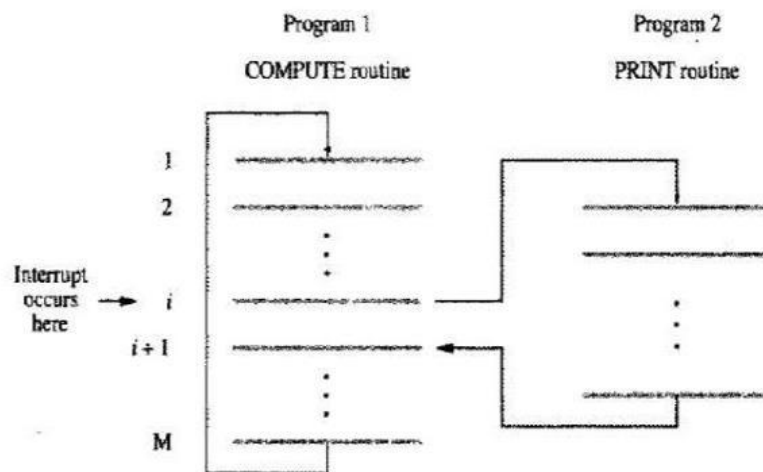 Program 1
Program 2
COMPUTE routine
PRINT routine
1
2
Interrupt
occurs
here
i
i + 1
M